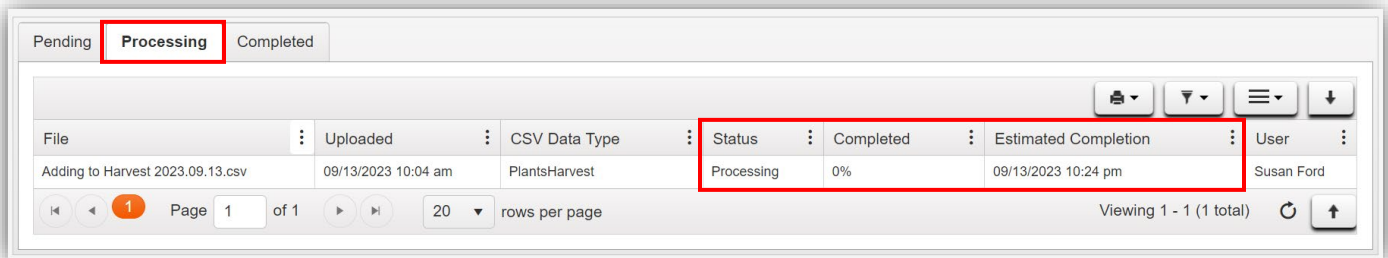 Pending Processing Completed
File Uploaded CSV Data Type Status Completed Estimated Completion User
Adding to Harvest 2023.09.13.csv 09/13/2023 10:04 am PlantsHarvest Processing 0% 09/13/2023 10:24 pm Susan Ford
1 Page 1 of 1 20 rows per page Viewing 1 - 1 (1 total)